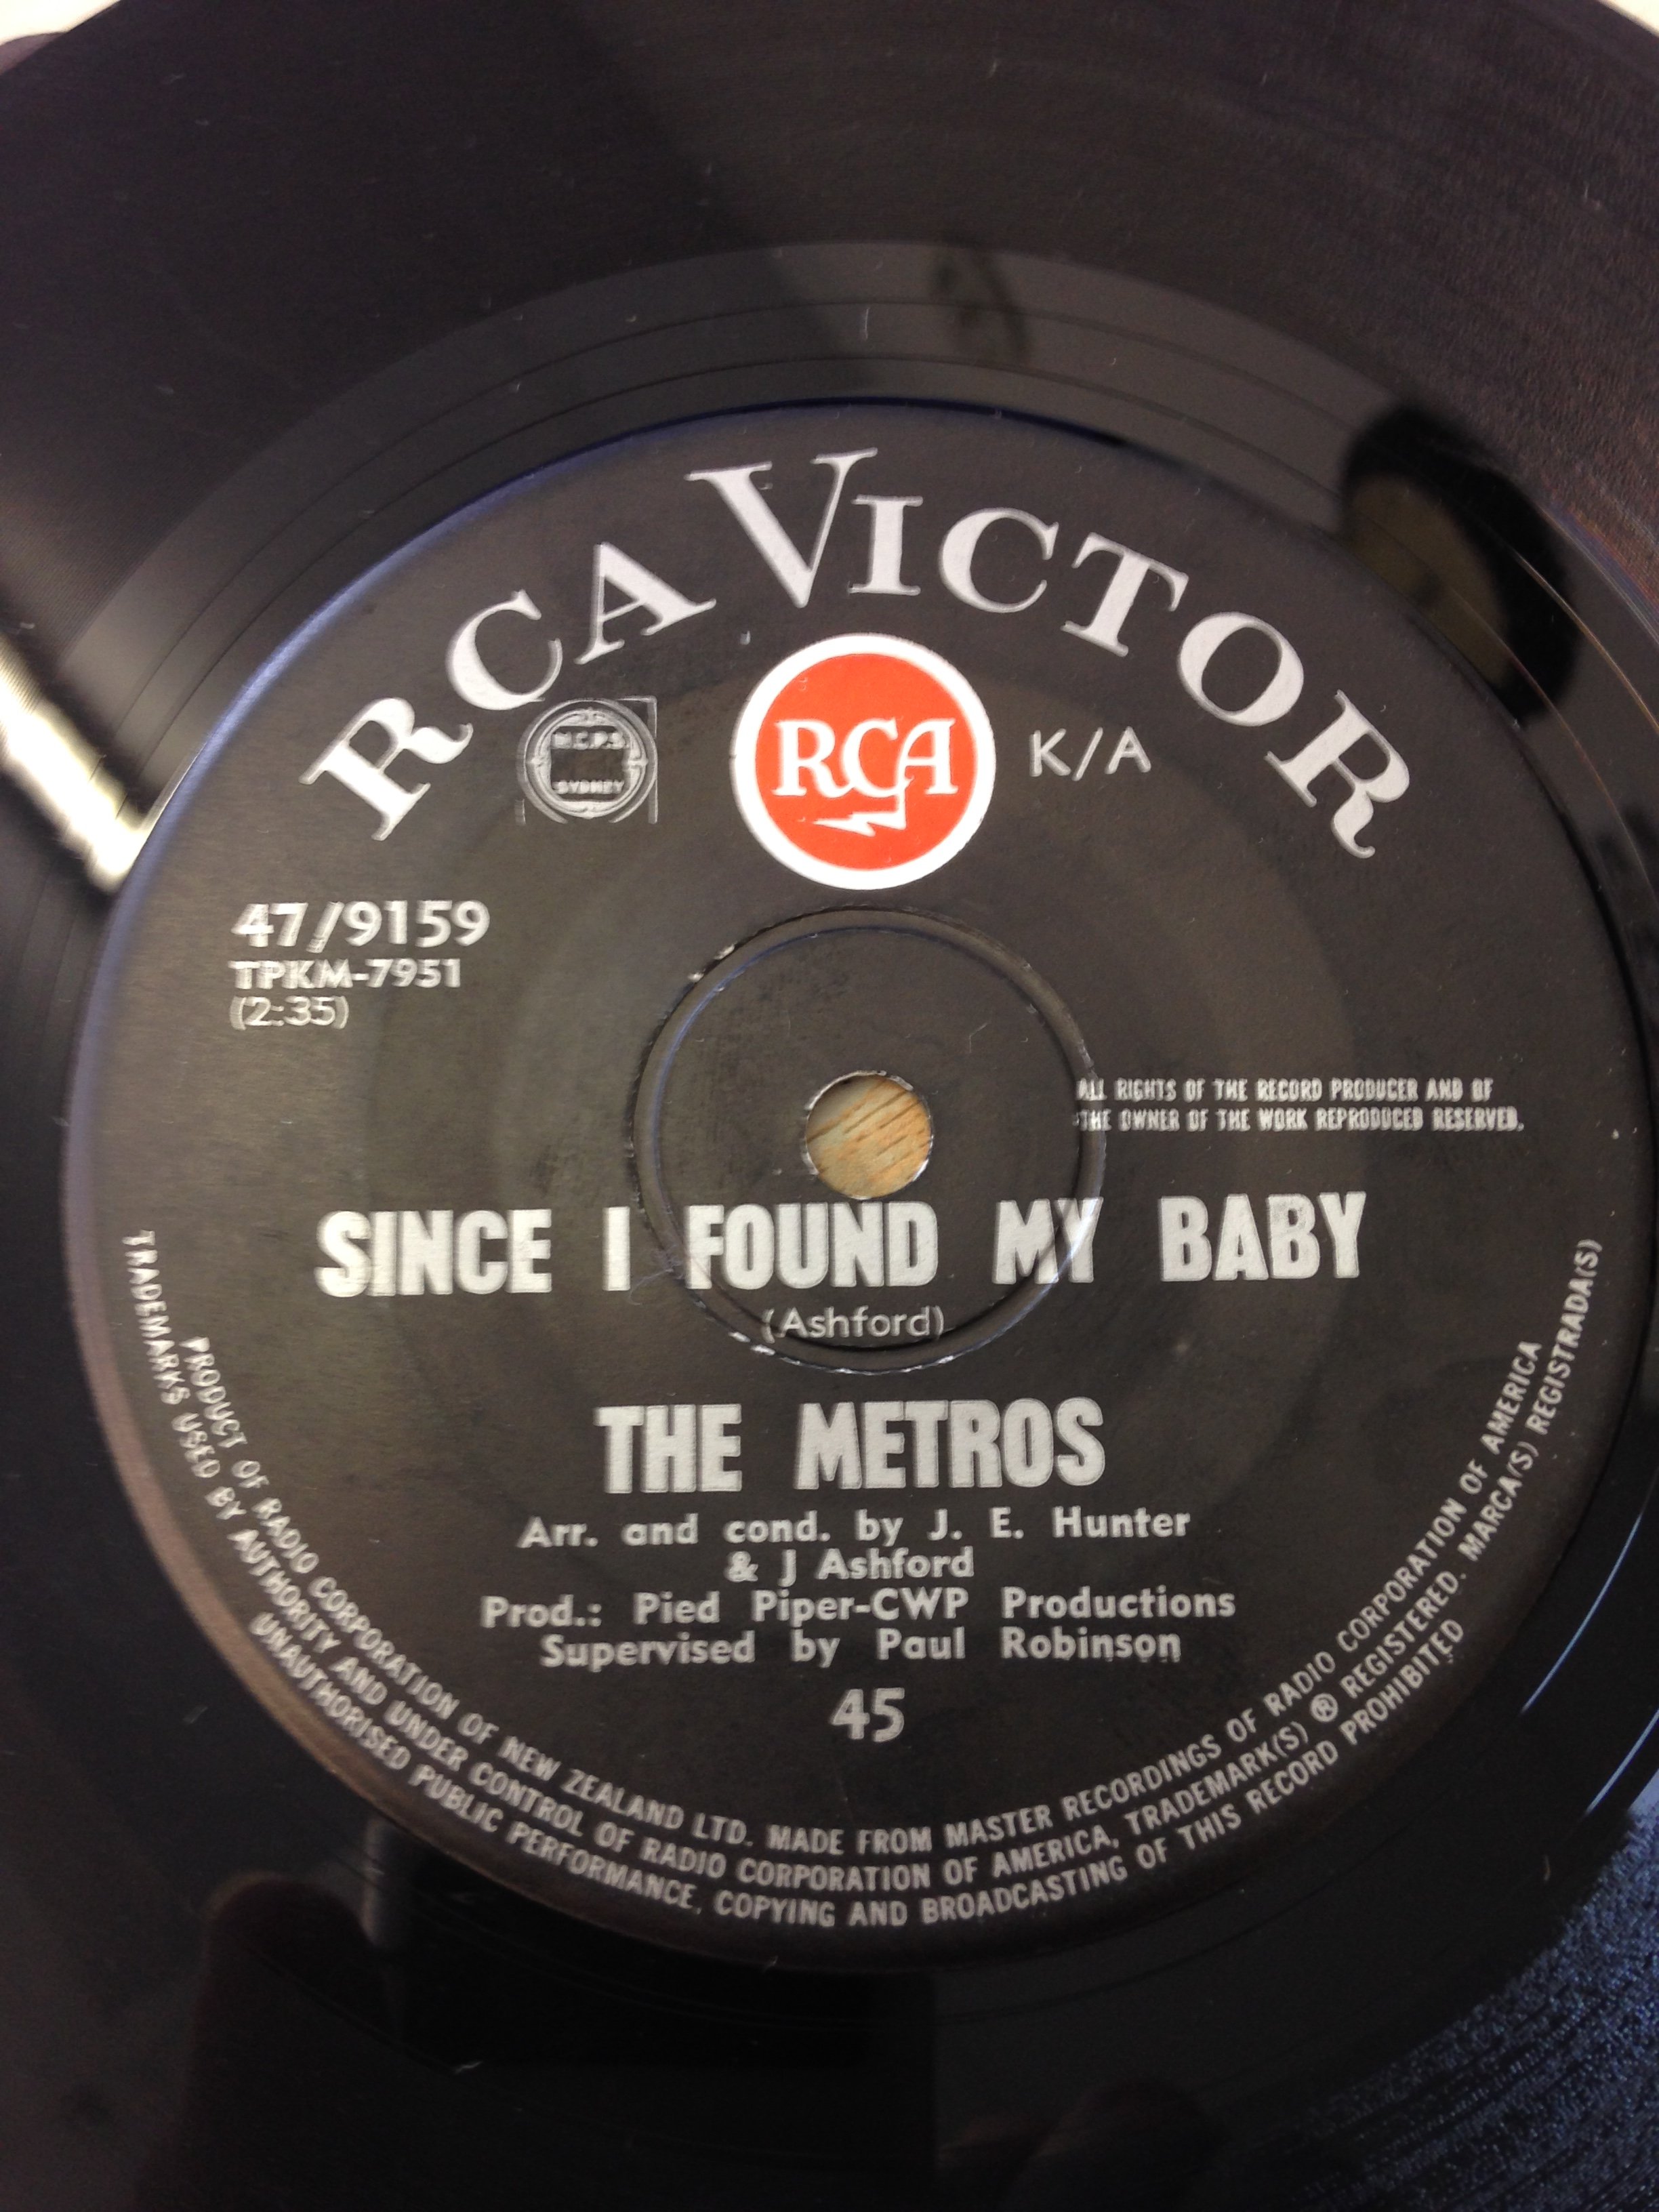 RCA VICTOR
M.C.P.S
SYDNEY
RCA
K/A
47/9159
TPKM-7951
(2:35)
ALL RIGHTS OF THE RECORD PRODUCER AND OF
THE OWNER OF THE WORK REPRODUCED RESERVED.
SINCE I FOUND MY BABY
(Ashford)
THE METROS
Arr. and cond. by J. E. Hunter
& J Ashford
Prod.: Pied Piper-CWP Productions
Supervised by Paul Robinson
45
PRODUCT OF RADIO CORPORATION OF NEW ZEALAND LTD. MADE FROM MASTER RECORDINGS OF RADIO CORPORATION OF AMERICA
TRADEMARKS USED BY AUTHORITY AND UNDER CONTROL OF RADIO CORPORATION OF AMERICA, TRADEMARK(S) ® REGISTERED. MARCA(S) REGISTRADA(S)
UNAUTHORISED PUBLIC PERFORMANCE, COPYING AND BROADCASTING OF THIS RECORD PROHIBITED